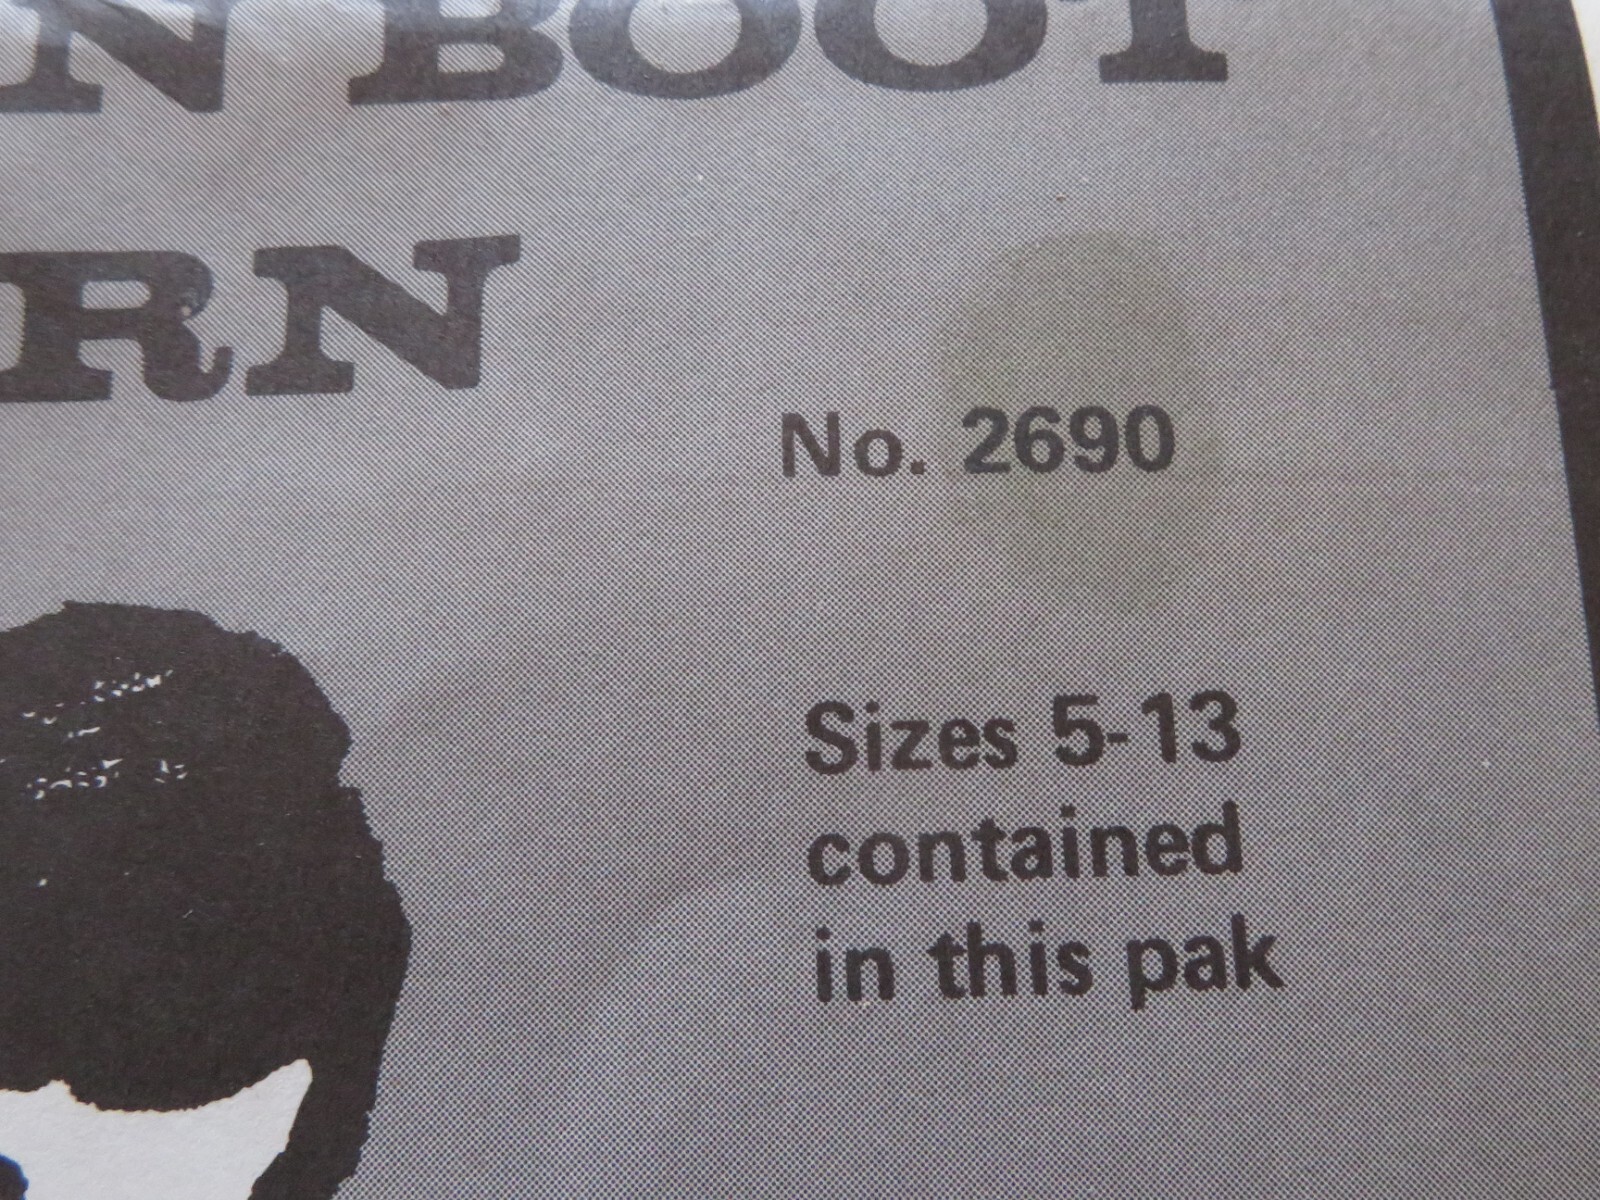 N BOOT
RN
No. 2690
Sizes 5-13
contained
in this pak